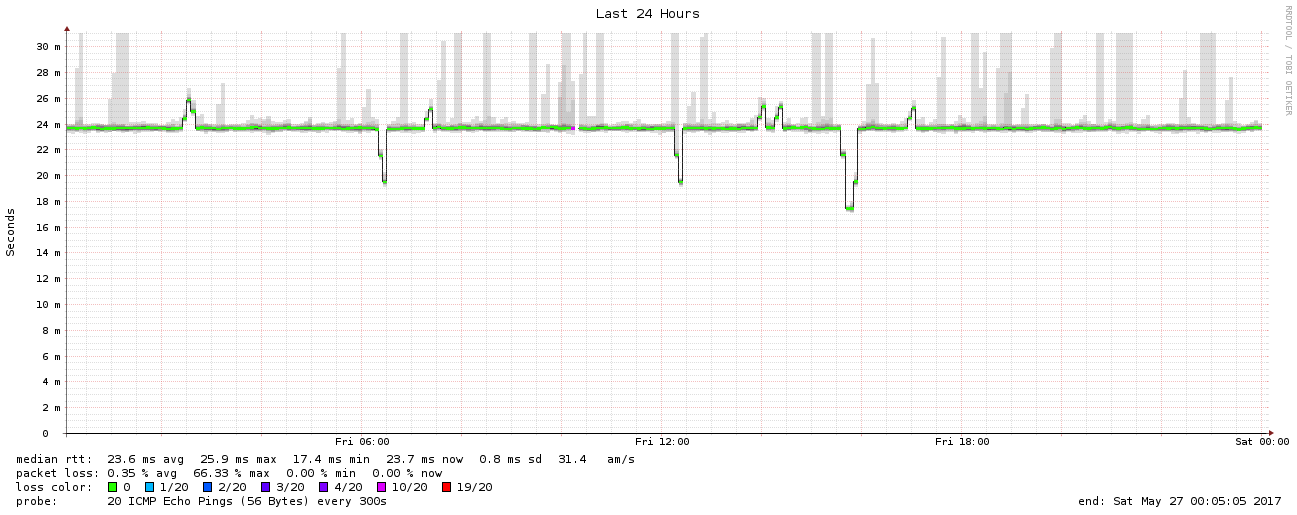 Last 24 Hours
RRDTOOL / TOBI OETIKER
Seconds
30 m
28 m
26 m
24 m
22 m
20 m
18 m
16 m
14 m
12 m
10 m
8 m
6 m
4 m
2 m
0
Fri 06:00 Fri 12:00 Fri 18:00 Sat 00:00
median rtt: 23.6 ms avg 25.9 ms max 17.4 ms min 23.7 ms now 0.8 ms sd 31.4 am/s
packet loss: 0.35 % avg 66.33 % max 0.00 % min 0.00 % now
loss color: 0 1/20 2/20 3/20 4/20 10/20 19/20
probe: 20 ICMP Echo Pings (56 Bytes) every 300s end: Sat May 27 00:05:05 2017